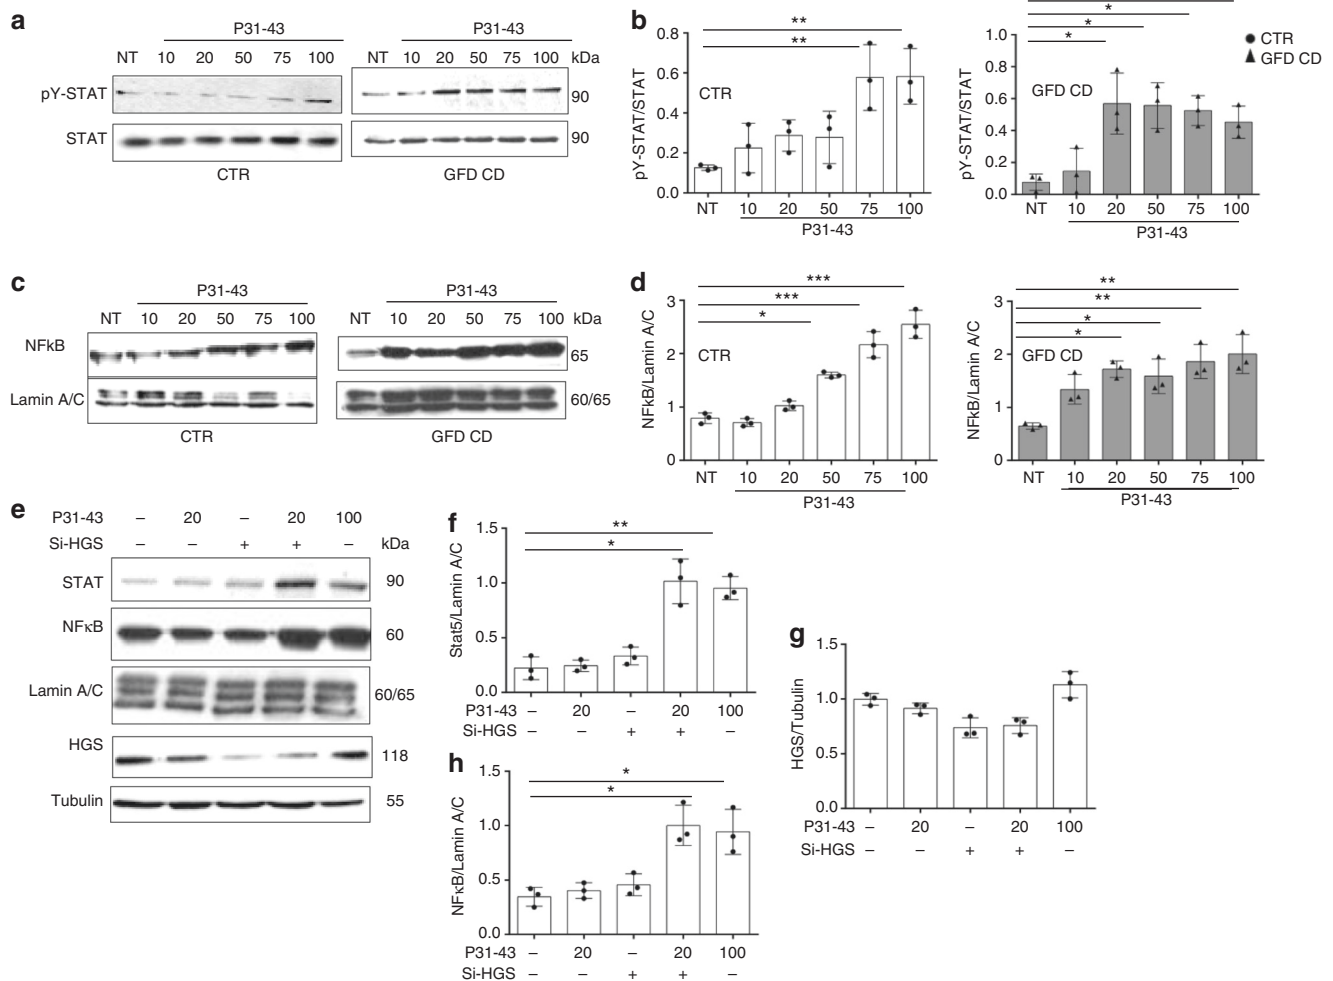 a
P31-43
P31-43
NT 10 20 50 75 100
NT 10 20 50 75 100 kDa
pY-STAT
90
STAT
90
CTR
GFD CD
b
** 
**
0.8
0.6
0.4
0.2
0.0
pY-STAT/STAT
CTR
NT 10 20 50 75 100
P31-43
*
*
*
1.0
0.8
0.6
0.4
0.2
0.0
pY-STAT/STAT
GFD CD
NT 10 20 50 75 100
P31-43
CTR
GFD CD
c
P31-43
P31-43
NT 10 20 50 75 100
NT 10 20 50 75 100 kDa
NFkB
65
Lamin A/C
60/65
CTR
GFD CD
d
***
***
*
3
2
1
0
NFkB/Lamin A/C
CTR
NT 10 20 50 75 100
P31-43
**
**
*
*
3
2
1
0
NFkB/Lamin A/C
GFD CD
NT 10 20 50 75 100
P31-43
e
P31-43 – 20 – 20 100
Si-HGS – – + + – kDa
STAT
90
NFκB
60
Lamin A/C
60/65
HGS
118
Tubulin
55
f
**
*
1.5
1.0
0.5
0.0
Stat5/Lamin A/C
P31-43 – 20 – 20 100
Si-HGS – – + + –
g
1.5
1.0
0.5
0.0
HGS/Tubulin
P31-43 – 20 – 20 100
Si-HGS – – + + –
h
*
*
1.5
1.0
0.5
0.0
NFκB/Lamin A/C
P31-43 – 20 – 20 100
Si-HGS – – + + –